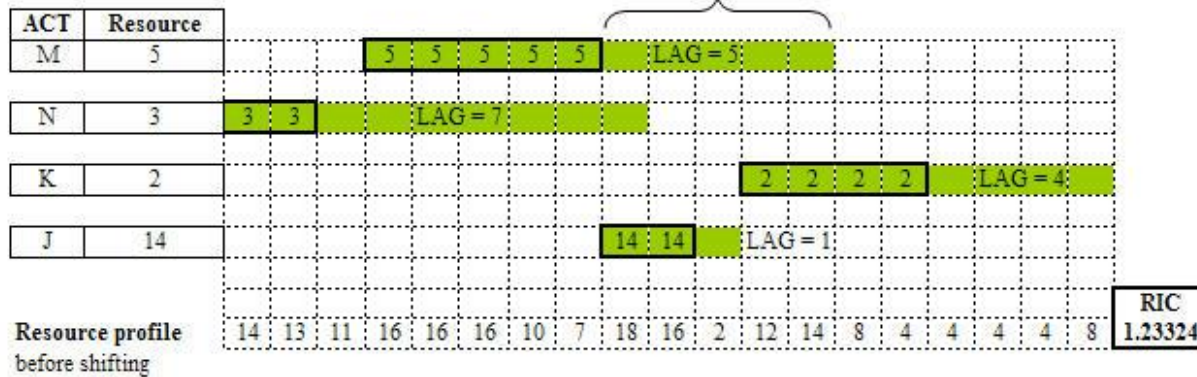 ACT Resource
M 5 5 5 5 5 5 LAG = 5
N 3 3 3 LAG = 7
K 2 2 2 2 2 LAG = 4
J 14 14 14 LAG = 1
RIC
Resource profile 14 13 11 16 16 16 10 7 18 16 2 12 14 8 4 4 4 4 8 1.23324
before shifting